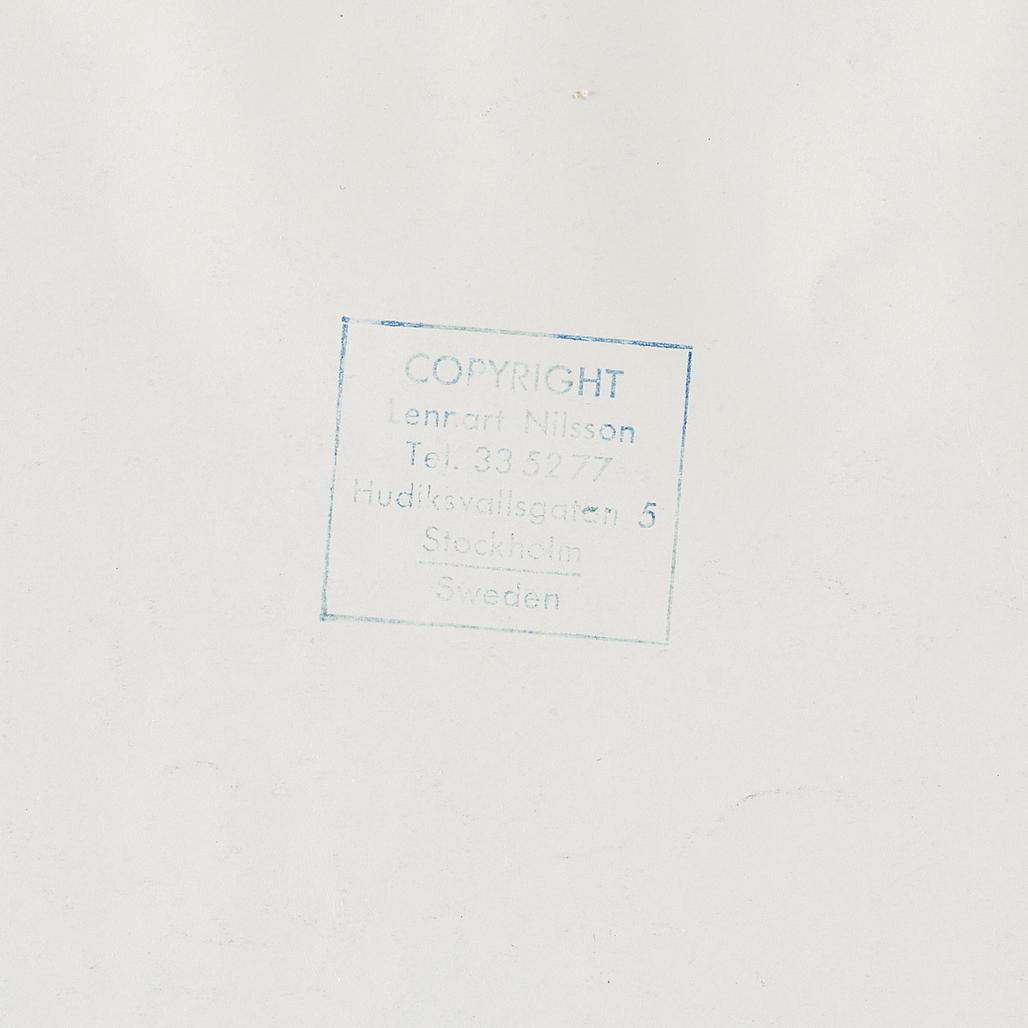 COPYRIGHT
Lennart Nilsson
Tel. 33 52 77
Hudiksvallsgatan 5
Stockholm
Sweden